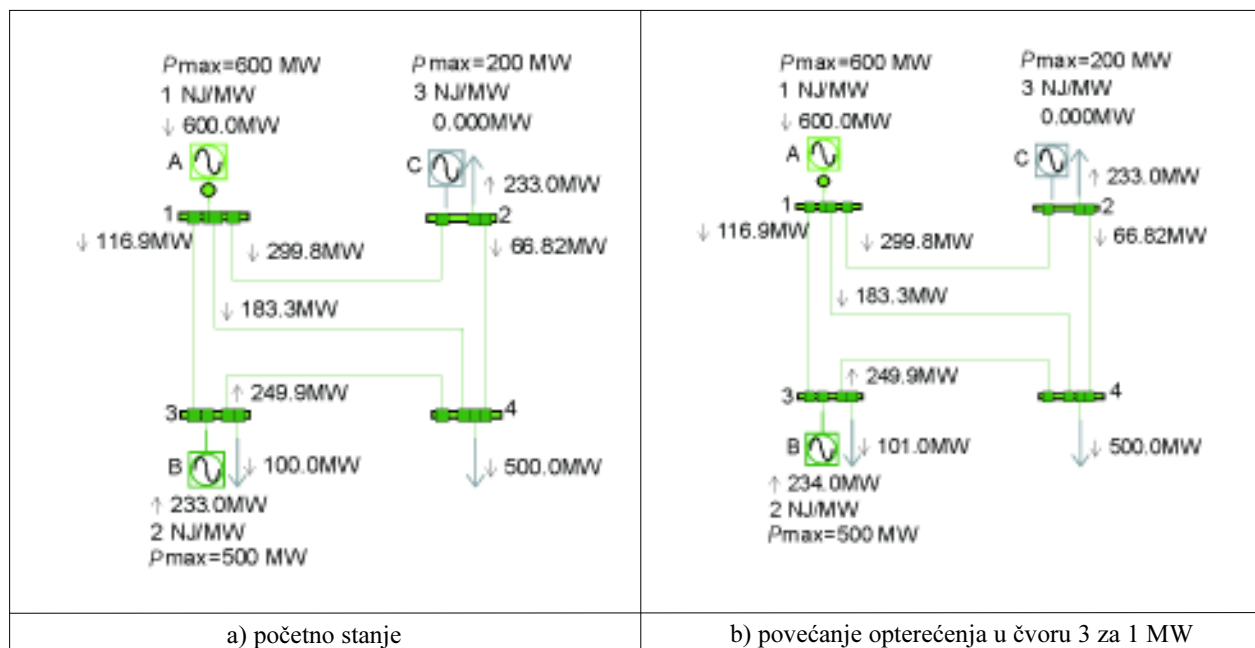 Pmax=600 MW
1 NJ/MW
↓ 600.0MW
A
Pmax=200 MW
3 NJ/MW
0.000MW
C
↑ 233.0MW
1
2
↓ 116.9MW
↓ 299.8MW
↓ 66.82MW
↓ 183.3MW
↑ 249.9MW
3
4
B
↓ 100.0MW
↓ 500.0MW
↑ 233.0MW
2 NJ/MW
Pmax=500 MW
a) početno stanje
Pmax=600 MW
1 NJ/MW
↓ 600.0MW
A
Pmax=200 MW
3 NJ/MW
0.000MW
C
↑ 233.0MW
1
2
↓ 116.9MW
↓ 299.8MW
↓ 66.82MW
↓ 183.3MW
↑ 249.9MW
3
4
B
↓ 101.0MW
↓ 500.0MW
↑ 234.0MW
2 NJ/MW
Pmax=500 MW
b) povećanje opterećenja u čvoru 3 za 1 MW